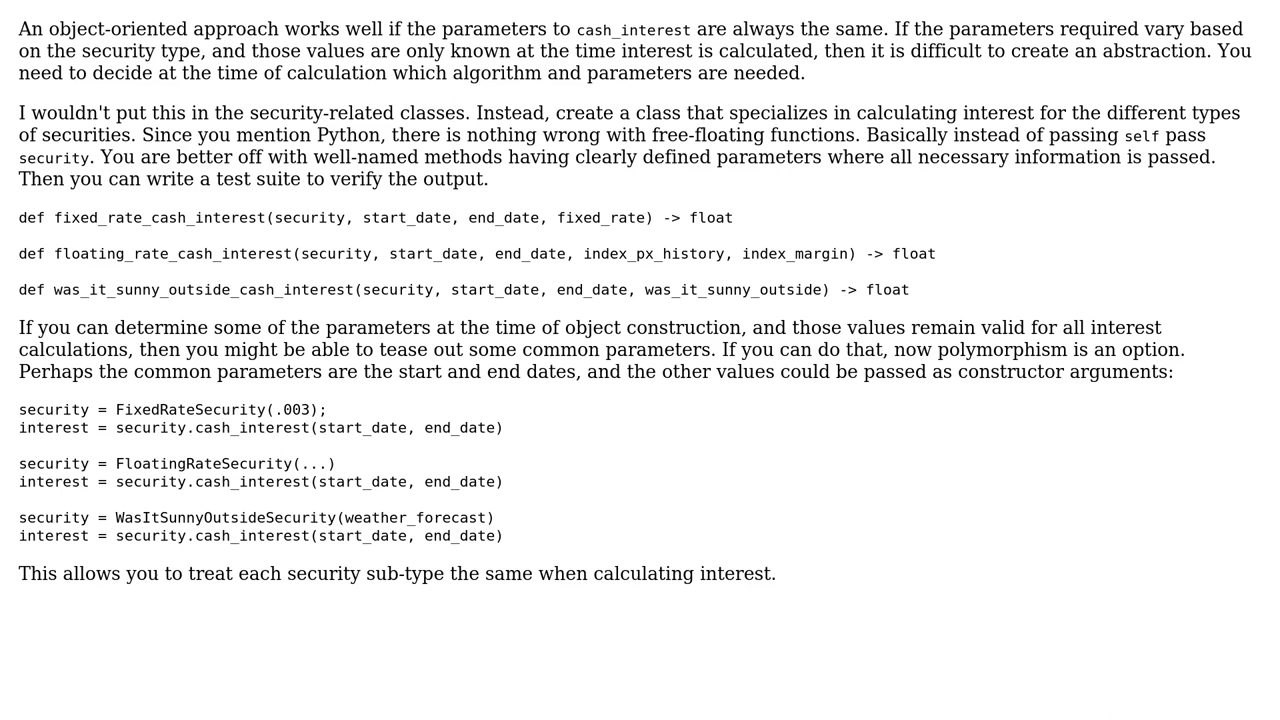 An object-oriented approach works well if the parameters to cash_interest are always the same. If the parameters required vary based
on the security type, and those values are only known at the time interest is calculated, then it is difficult to create an abstraction. You
need to decide at the time of calculation which algorithm and parameters are needed.
I wouldn't put this in the security-related classes. Instead, create a class that specializes in calculating interest for the different types
of securities. Since you mention Python, there is nothing wrong with free-floating functions. Basically instead of passing self pass
security. You are better off with well-named methods having clearly defined parameters where all necessary information is passed.
Then you can write a test suite to verify the output.
def fixed_rate_cash_interest(security, start_date, end_date, fixed_rate) -> float
def floating_rate_cash_interest(security, start_date, end_date, index_px_history, index_margin) -> float
def was_it_sunny_outside_cash_interest(security, start_date, end_date, was_it_sunny_outside) -> float
If you can determine some of the parameters at the time of object construction, and those values remain valid for all interest
calculations, then you might be able to tease out some common parameters. If you can do that, now polymorphism is an option.
Perhaps the common parameters are the start and end dates, and the other values could be passed as constructor arguments:
security = FixedRateSecurity(.003);
interest = security.cash_interest(start_date, end_date)
security = FloatingRateSecurity(...)
interest = security.cash_interest(start_date, end_date)
security = WasItSunnyOutsideSecurity(weather_forecast)
interest = security.cash_interest(start_date, end_date)
This allows you to treat each security sub-type the same when calculating interest.